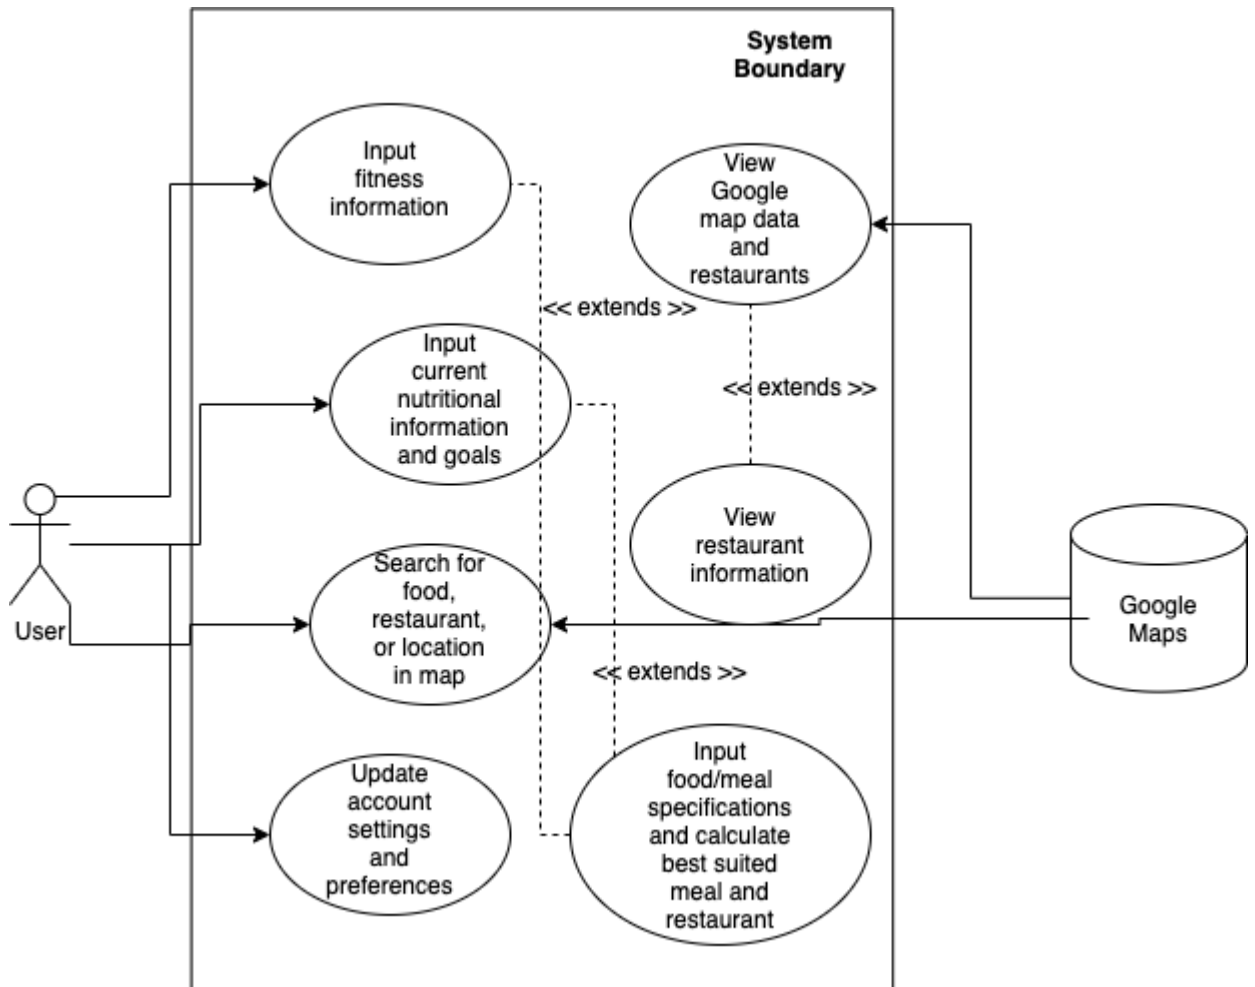 System
Boundary
Input
fitness
information
View
Google
map data
and
restaurants
<< extends >>
Input
current
nutritional
information
and goals
<< extends >>
View
restaurant
information
Search for
food,
restaurant,
or location
in map
User
Google
Maps
<< extends >>
Update
account
settings
and
preferences
Input
food/meal
specifications
and calculate
best suited
meal and
restaurant